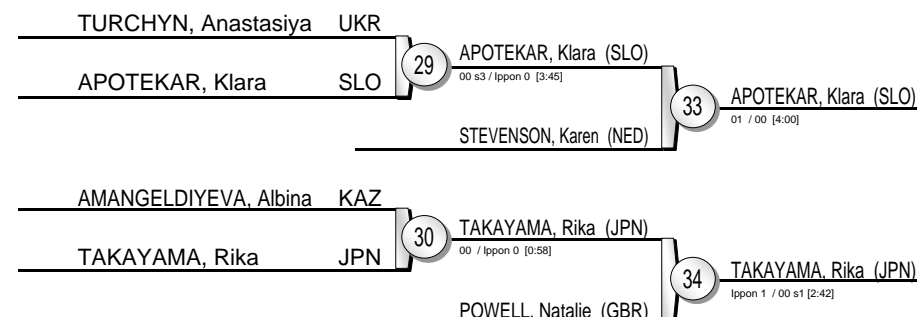 TURCHYN, Anastasiya UKR
APOTEKAR, Klara SLO
29
APOTEKAR, Klara (SLO)
00 s3 / Ippon 0 [3:45]
STEVENSON, Karen (NED)
33
APOTEKAR, Klara (SLO)
01 / 00 [4:00]
AMANGELDIYEVA, Albina KAZ
TAKAYAMA, Rika JPN
30
TAKAYAMA, Rika (JPN)
00 / Ippon 0 [0:58]
POWELL, Natalie (GBR)
34
TAKAYAMA, Rika (JPN)
Ippon 1 / 00 s1 [2:42]